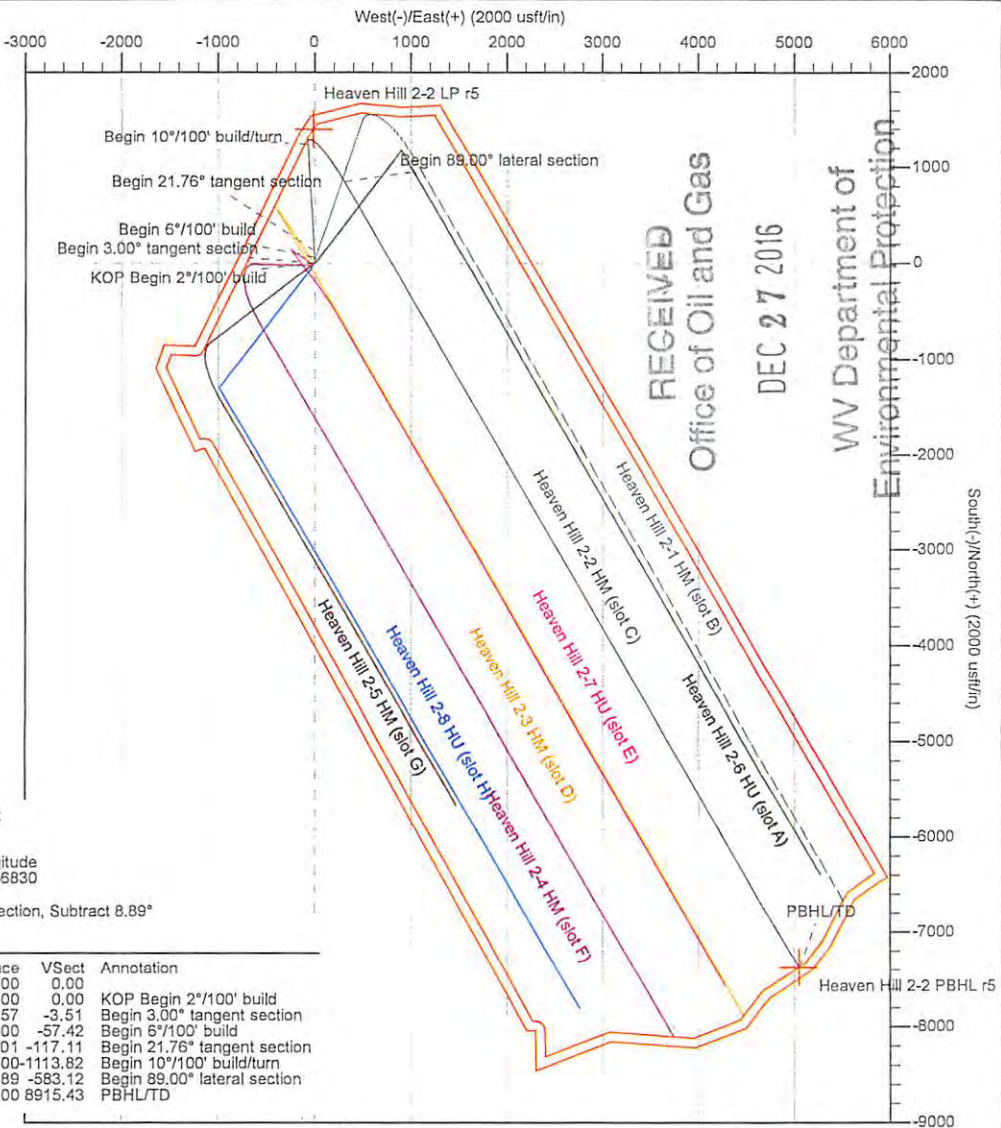 West(-)/East(+) (2000 usft/in)
-3000 -2000 -1000 0 1000 2000 3000 4000 5000 6000
2000
1000
0
-1000
-2000
-3000
-4000
-5000
-6000
-7000
-8000
-9000
South(-)/North(+) (2000 usft/in)
Heaven Hill 2-2 LP r5
Begin 10°/100' build/turn
Begin 89.00° lateral section
Begin 21.76° tangent section
Begin 6°/100' build
Begin 3.00° tangent section
KOP Begin 2°/100' build
RECEIVED
Office of Oil and Gas
DEC 27 2016
WV Department of
Environmental Protection
Heaven Hill 2-1 HM (slot B)
Heaven Hill 2-2 HM (slot C)
Heaven Hill 2-6 HU (slot A)
Heaven Hill 2-7 HU (slot E)
Heaven Hill 2-3 HM (slot D)
Heaven Hill 2-5 HM (slot G)
Heaven Hill 2-8 HU (slot H)
Heaven Hill 2-4 HM (slot F)
PBHL/TD
Heaven Hill 2-2 PBHL r5
itude
6830
ection, Subtract 8.89°
ce VSect Annotation
00 0.00
00 0.00 KOP Begin 2°/100' build
57 -3.51 Begin 3.00° tangent section
00 -57.42 Begin 6°/100' build
01 -117.11 Begin 21.76° tangent section
00-1113.82 Begin 10°/100' build/turn
89 -583.12 Begin 89.00° lateral section
00 8915.43 PBHL/TD